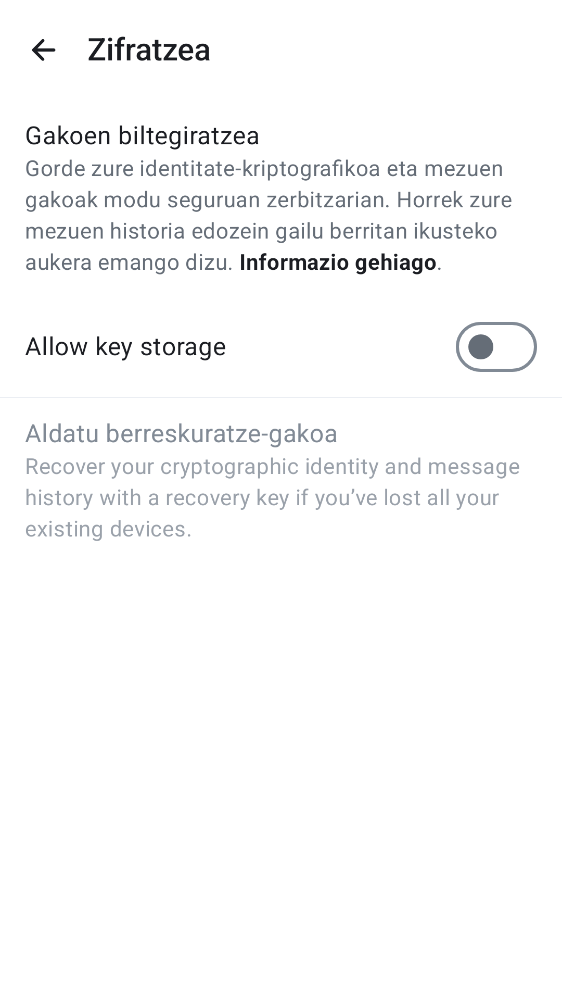 Zifratzea
Gakoen biltegiratzea
Gorde zure identitate-kriptografikoa eta mezuen
gakoak modu seguruan zerbitzarian. Horrek zure
mezuen historia edozein gailu berritan ikusteko
aukera emango dizu. Informazio gehiago.
Allow key storage
Aldatu berreskuratze-gakoa
Recover your cryptographic identity and message
history with a recovery key if you’ve lost all your
existing devices.